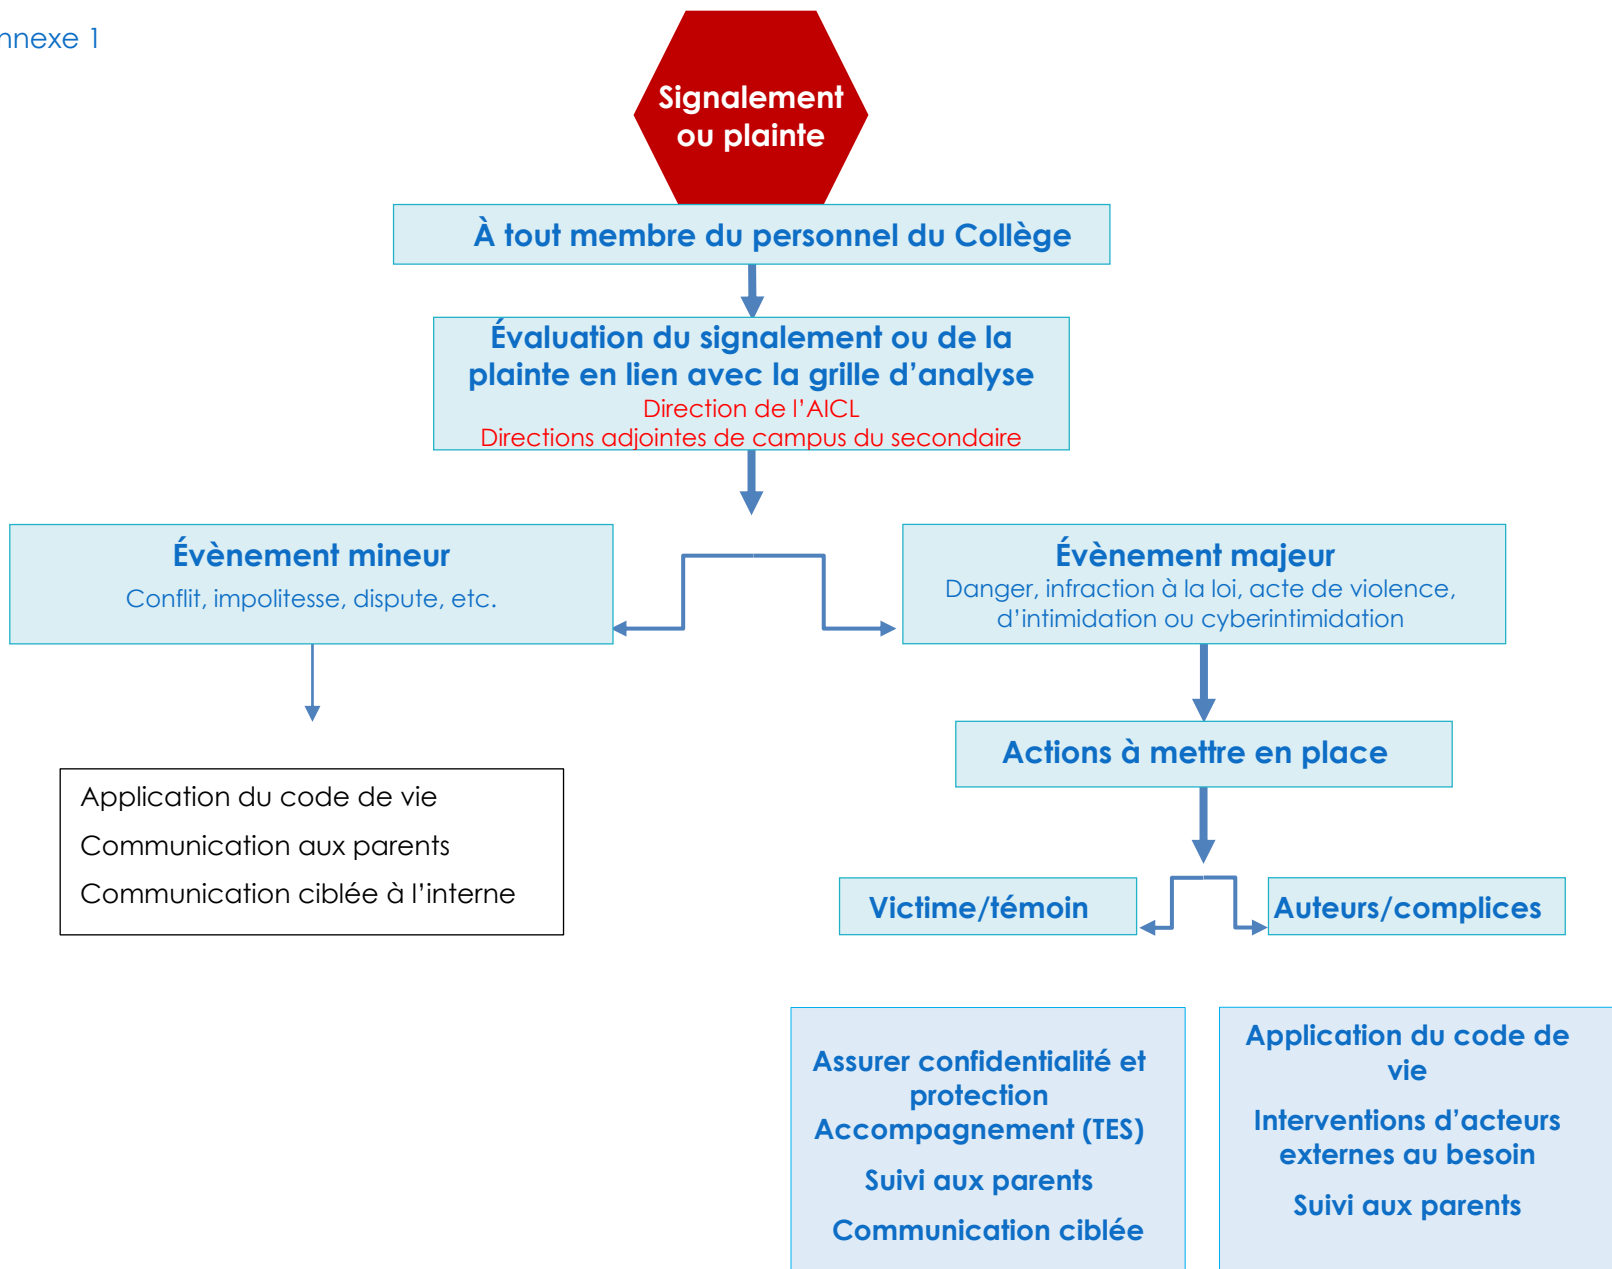 nnexe 1
Signalement
ou plainte
À tout membre du personnel du Collège
Évaluation du signalement ou de la
plainte en lien avec la grille d’analyse
Direction de l’AICL
Directions adjointes de campus du secondaire
Évènement mineur
Conflit, impolitesse, dispute, etc.
Évènement majeur
Danger, infraction à la loi, acte de violence,
d’intimidation ou cyberintimidation
Actions à mettre en place
Application du code de vie
Communication aux parents
Communication ciblée à l’interne
Victime/témoin
Auteurs/complices
Assurer confidentialité et
protection
Accompagnement (TES)
Suivi aux parents
Communication ciblée
Application du code de
vie
Interventions d’acteurs
externes au besoin
Suivi aux parents